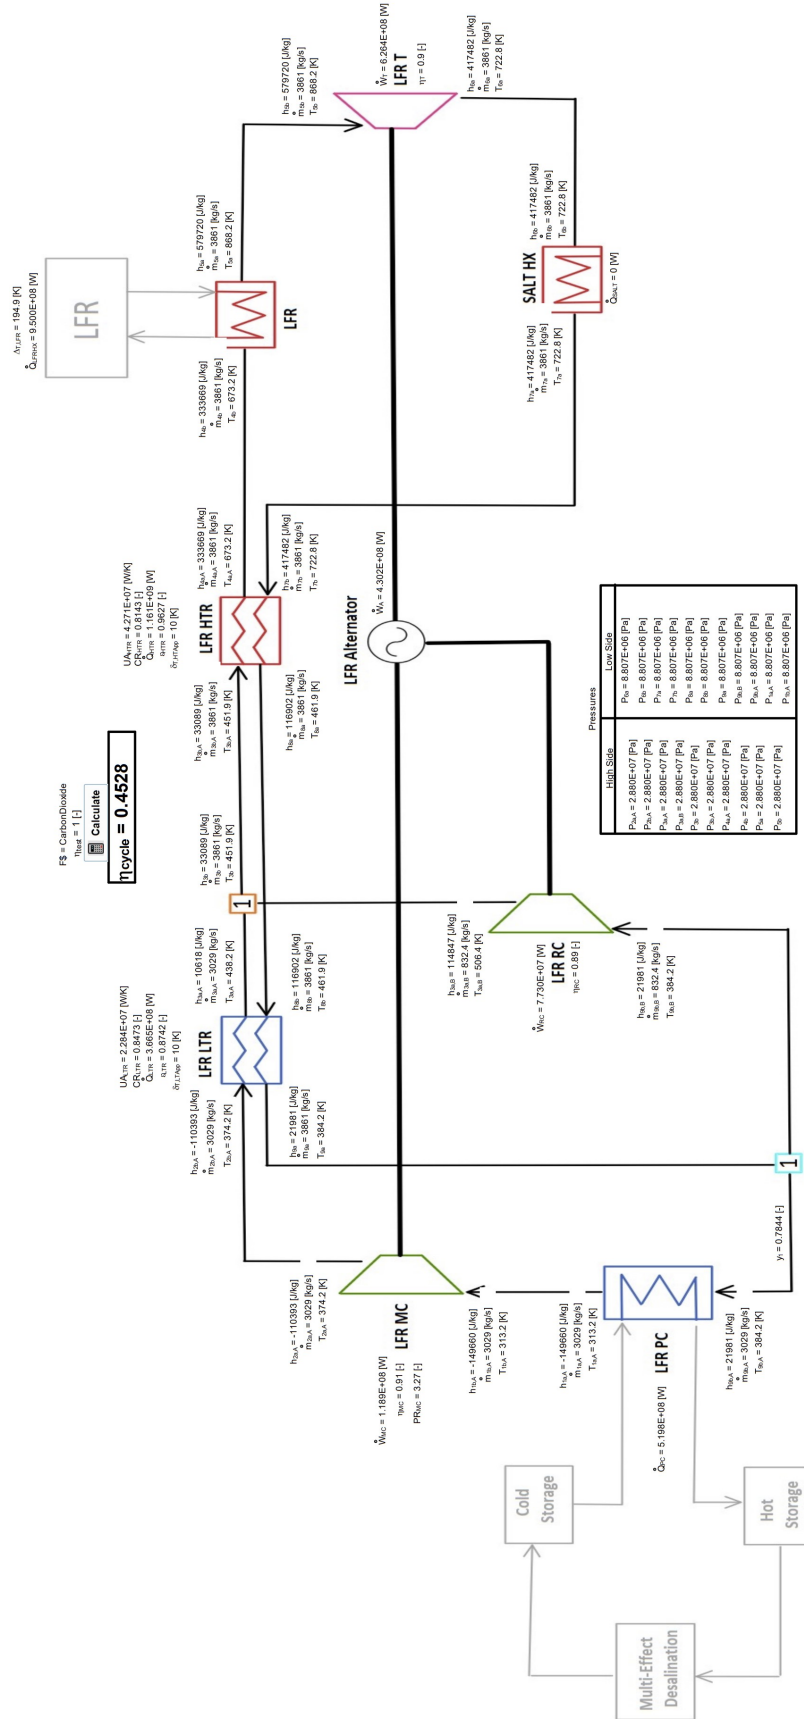 F$ = CarbonDioxide
ηtest = 1 [-]
Calculate
ηcycle = 0.4528
ΔT,LFR = 194.9 [K]
Q̊LFRHX = 9.500E+08 [W]
LFR
LFR
h4b = 333669 [J/kg]
m̊4b = 3861 [kg/s]
T4b = 673.2 [K]
h5a = 579720 [J/kg]
m̊5a = 3861 [kg/s]
T5a = 868.2 [K]
h5b = 579720 [J/kg]
m̊5b = 3861 [kg/s]
T5b = 868.2 [K]
W̊T = 6.264E+08 [W]
LFR T
ηT = 0.9 [-]
h6a = 417482 [J/kg]
m̊6a = 3861 [kg/s]
T6a = 722.8 [K]
h6b = 417482 [J/kg]
m̊6b = 3861 [kg/s]
T6b = 722.8 [K]
SALT HX
Q̊SALT = 0 [W]
h7a = 417482 [J/kg]
m̊7a = 3861 [kg/s]
T7a = 722.8 [K]
UAHTR = 4.271E+07 [W/K]
CRHTR = 0.8143 [-]
Q̊HTR = 1.161E+09 [W]
εHTR = 0.9627 [-]
δT,HTApp = 10 [K]
LFR HTR
h4a,A = 333669 [J/kg]
m̊4a,A = 3861 [kg/s]
T4a,A = 673.2 [K]
h7b = 417482 [J/kg]
m̊7b = 3861 [kg/s]
T7b = 722.8 [K]
h3b,A = 33089 [J/kg]
m̊3b,A = 3861 [kg/s]
T3b,A = 451.9 [K]
h8a = 116902 [J/kg]
m̊8a = 3861 [kg/s]
T8a = 461.9 [K]
h3b = 33089 [J/kg]
m̊3b = 3861 [kg/s]
T3b = 451.9 [K]
1
LFR Alternator
W̊A = 4.302E+08 [W]
UALTR = 2.284E+07 [W/K]
CRLTR = 0.8473 [-]
Q̊LTR = 3.665E+08 [W]
εLTR = 0.8742 [-]
δT,LTApp = 10 [K]
LFR LTR
h3a,A = 10618 [J/kg]
m̊3a,A = 3029 [kg/s]
T3a,A = 438.2 [K]
h8b = 116902 [J/kg]
m̊8b = 3861 [kg/s]
T8b = 461.9 [K]
h2b,A = -110393 [J/kg]
m̊2b,A = 3029 [kg/s]
T2b,A = 374.2 [K]
h9a = 21981 [J/kg]
m̊9a = 3861 [kg/s]
T9a = 384.2 [K]
h3a,B = 114847 [J/kg]
m̊3a,B = 832.4 [kg/s]
T3a,B = 506.4 [K]
W̊RC = 7.730E+07 [W]
LFR RC
ηRC = 0.89 [-]
h9b,B = 21981 [J/kg]
m̊9b,B = 832.4 [kg/s]
T9b,B = 384.2 [K]
1
y1 = 0.7844 [-]
h2a,A = -110393 [J/kg]
m̊2a,A = 3029 [kg/s]
T2a,A = 374.2 [K]
LFR MC
W̊MC = 1.189E+08 [W]
ηMC = 0.91 [-]
PRMC = 3.27 [-]
h1b,A = -149660 [J/kg]
m̊1b,A = 3029 [kg/s]
T1b,A = 313.2 [K]
h1a,A = -149660 [J/kg]
m̊1a,A = 3029 [kg/s]
T1a,A = 313.2 [K]
LFR PC
Q̊PC = 5.198E+08 [W]
h9b,A = 21981 [J/kg]
m̊9b,A = 3029 [kg/s]
T9b,A = 384.2 [K]
Cold
Storage
Hot
Storage
Multi-Effect
Desalination
Pressures
High Side
P2a,A = 2.880E+07 [Pa]
P2b,A = 2.880E+07 [Pa]
P3a,A = 2.880E+07 [Pa]
P3a,B = 2.880E+07 [Pa]
P3b = 2.880E+07 [Pa]
P3b,A = 2.880E+07 [Pa]
P4a,A = 2.880E+07 [Pa]
P4b = 2.880E+07 [Pa]
P5a = 2.880E+07 [Pa]
P5b = 2.880E+07 [Pa]
Low Side
P6a = 8.807E+06 [Pa]
P6b = 8.807E+06 [Pa]
P7a = 8.807E+06 [Pa]
P7b = 8.807E+06 [Pa]
P8a = 8.807E+06 [Pa]
P8b = 8.807E+06 [Pa]
P9a = 8.807E+06 [Pa]
P9b,B = 8.807E+06 [Pa]
P9b,A = 8.807E+06 [Pa]
P1a,A = 8.807E+06 [Pa]
P1b,A = 8.807E+06 [Pa]